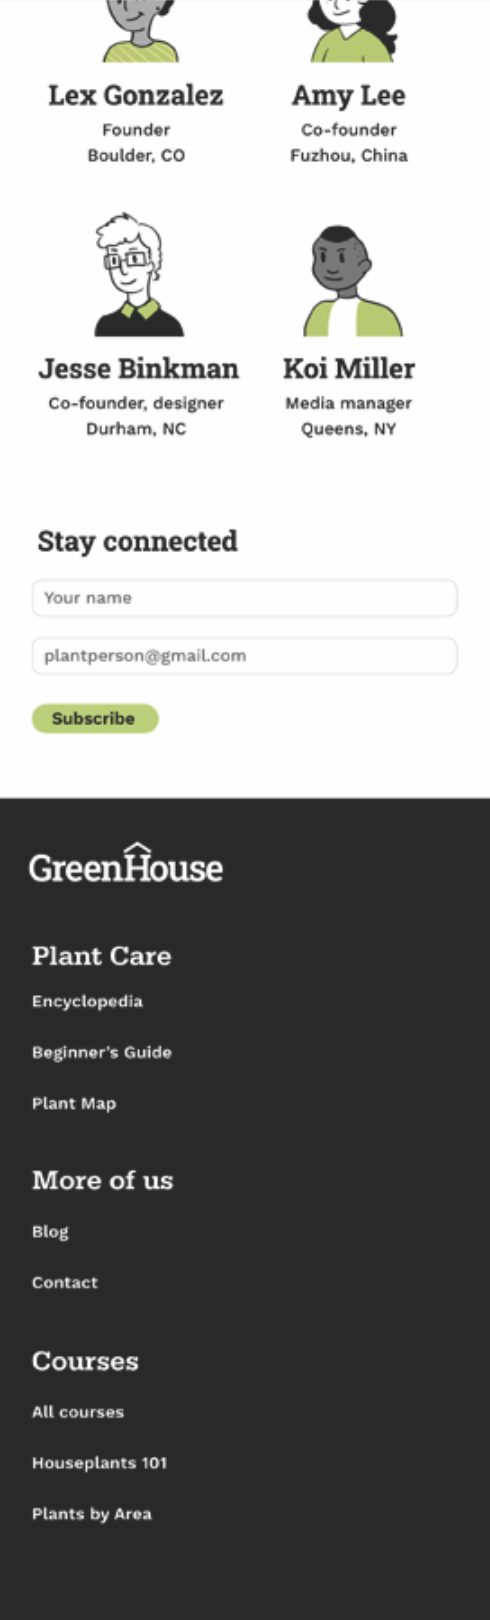 Lex Gonzalez
Founder
Boulder, CO
Amy Lee
Co-founder
Fuzhou, China
Jesse Binkman
Co-founder, designer
Durham, NC
Koi Miller
Media manager
Queens, NY
Stay connected
Your name
plantperson@gmail.com
Subscribe
GreenHouse
Plant Care
Encyclopedia
Beginner's Guide
Plant Map
More of us
Blog
Contact
Courses
All courses
Houseplants 101
Plants by Area